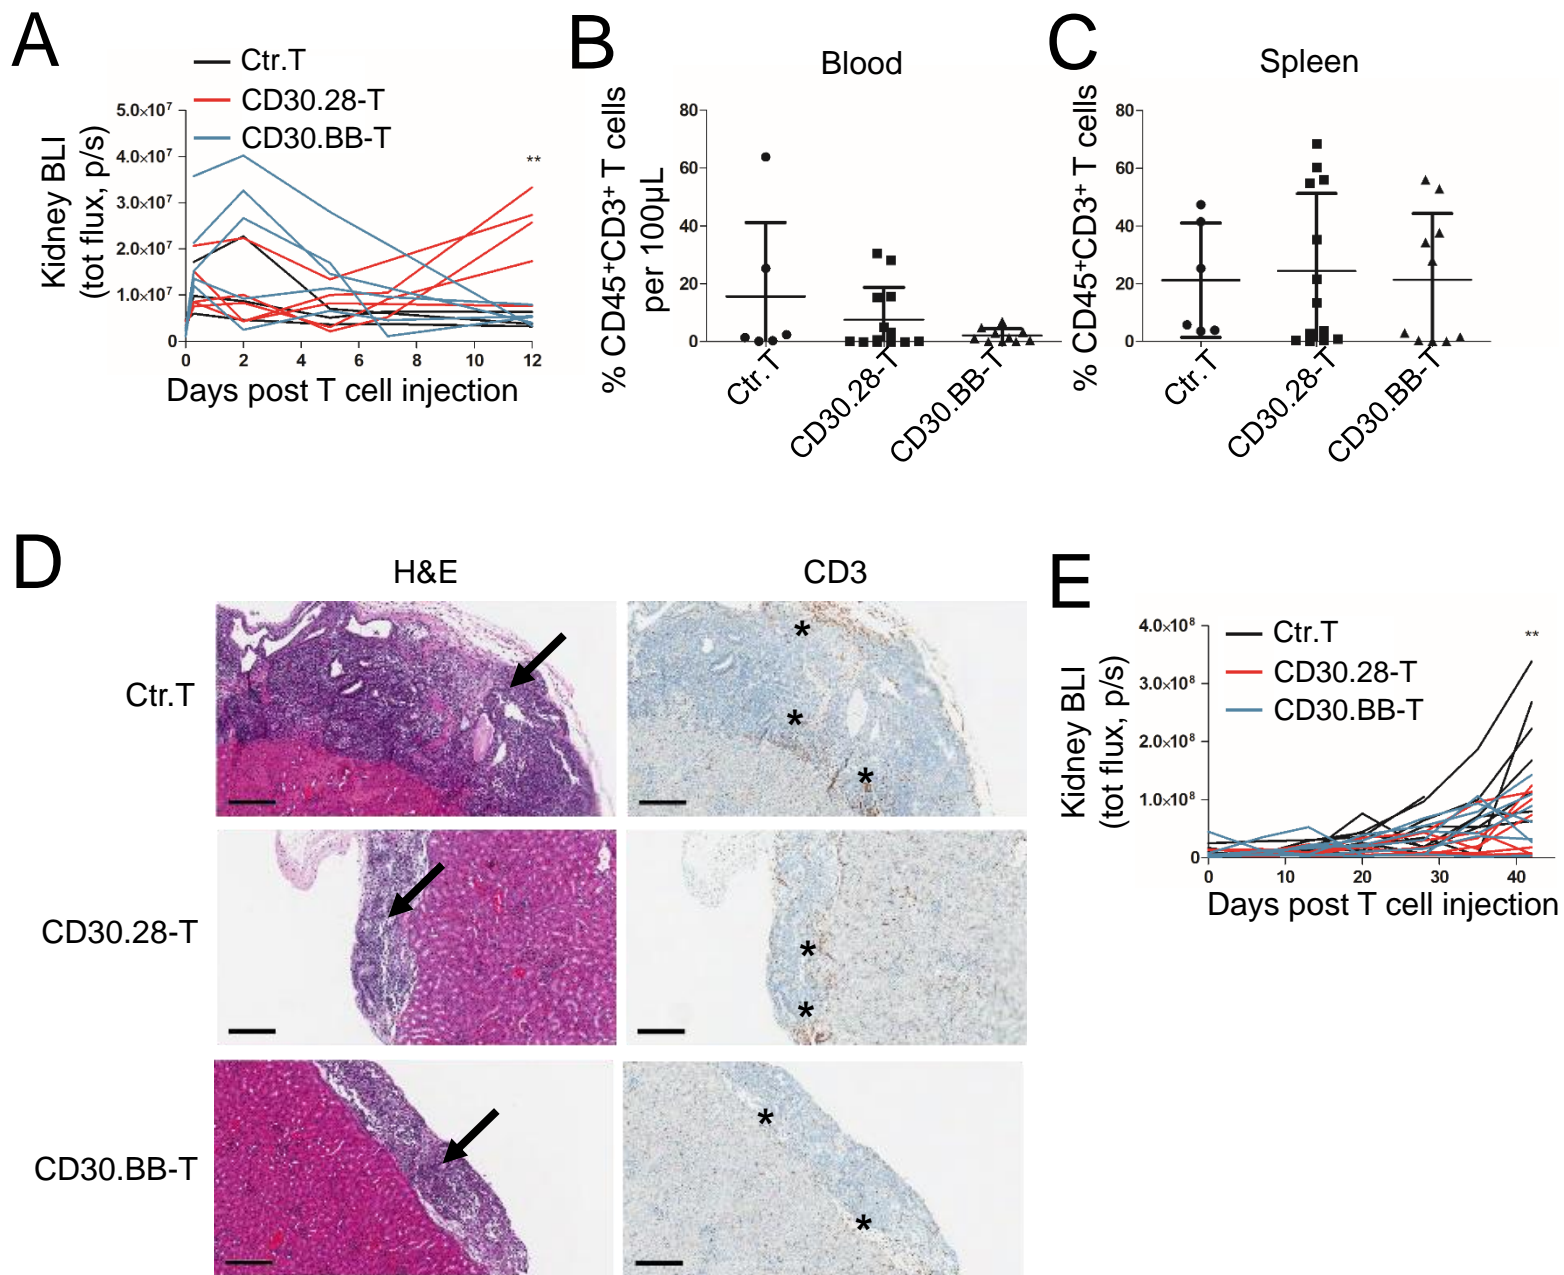 A
Ctr.T
CD30.28-T
CD30.BB-T
Kidney BLI
(tot flux, p/s)
5.0×10⁷
4.0×10⁷
3.0×10⁷
2.0×10⁷
1.0×10⁷
0
**
0 2 4 6 8 10 12
Days post T cell injection
B
Blood
% CD45⁺CD3⁺ T cells
per 100µL
80
60
40
20
0
Ctr.T
CD30.28-T
CD30.BB-T
C
Spleen
% CD45⁺CD3⁺ T cells
80
60
40
20
0
Ctr.T
CD30.28-T
CD30.BB-T
D
H&E
CD3
Ctr.T
*
*
*
CD30.28-T
*
*
CD30.BB-T
*
*
E
Ctr.T
CD30.28-T
CD30.BB-T
Kidney BLI
(tot flux, p/s)
4.0×10⁸
3.0×10⁸
2.0×10⁸
1.0×10⁸
0
**
0 10 20 30 40
Days post T cell injection